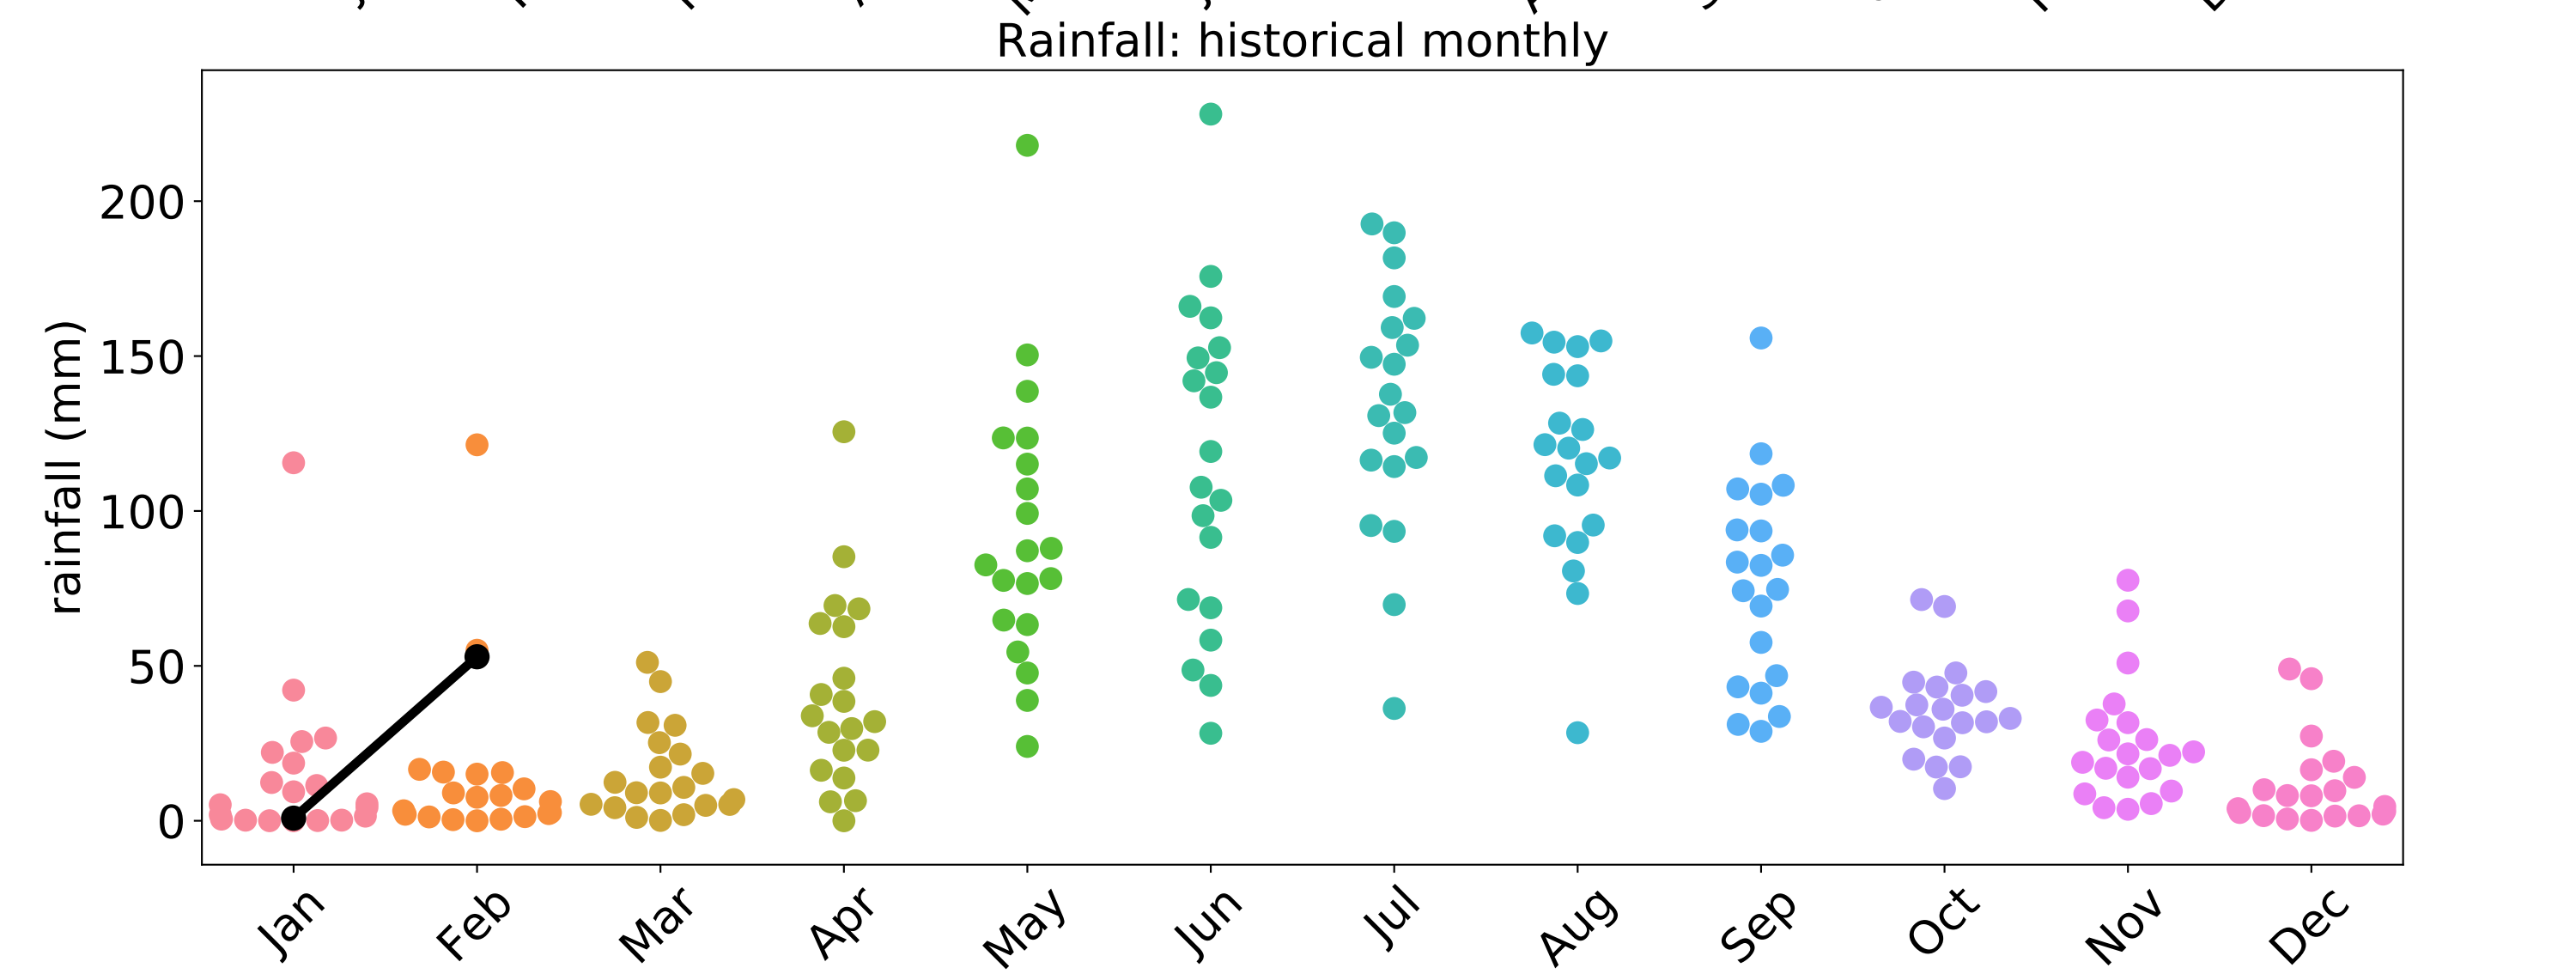 Rainfall: historical monthly
rainfall (mm)
200
150
100
50
0
Jan
Feb
Mar
Apr
May
Jun
Jul
Aug
Sep
Oct
Nov
Dec